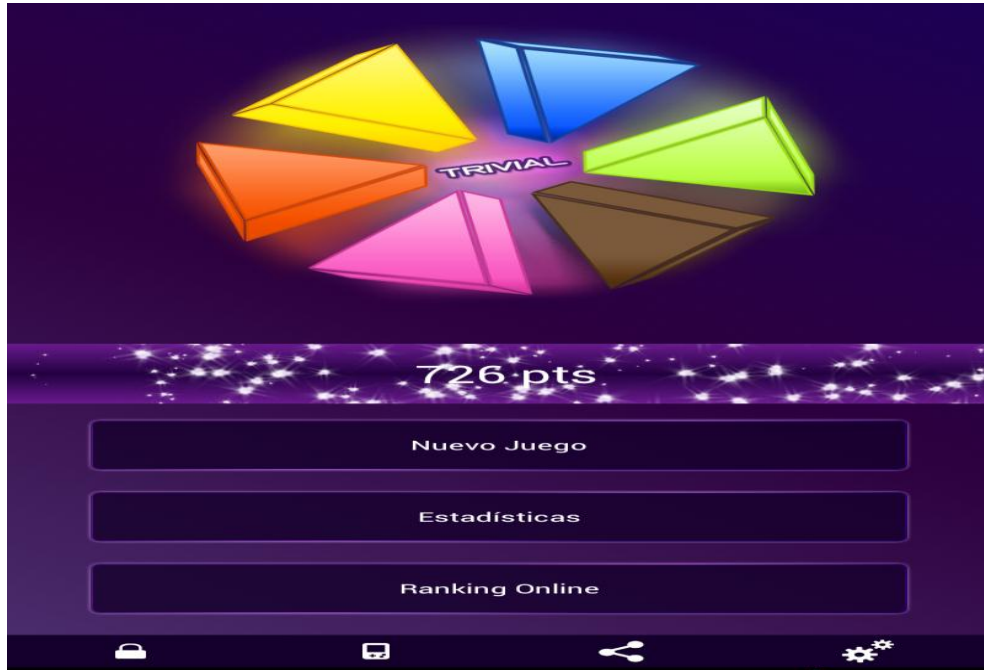 TRIVIAL
726 pts
Nuevo Juego
Estadísticas
Ranking Online